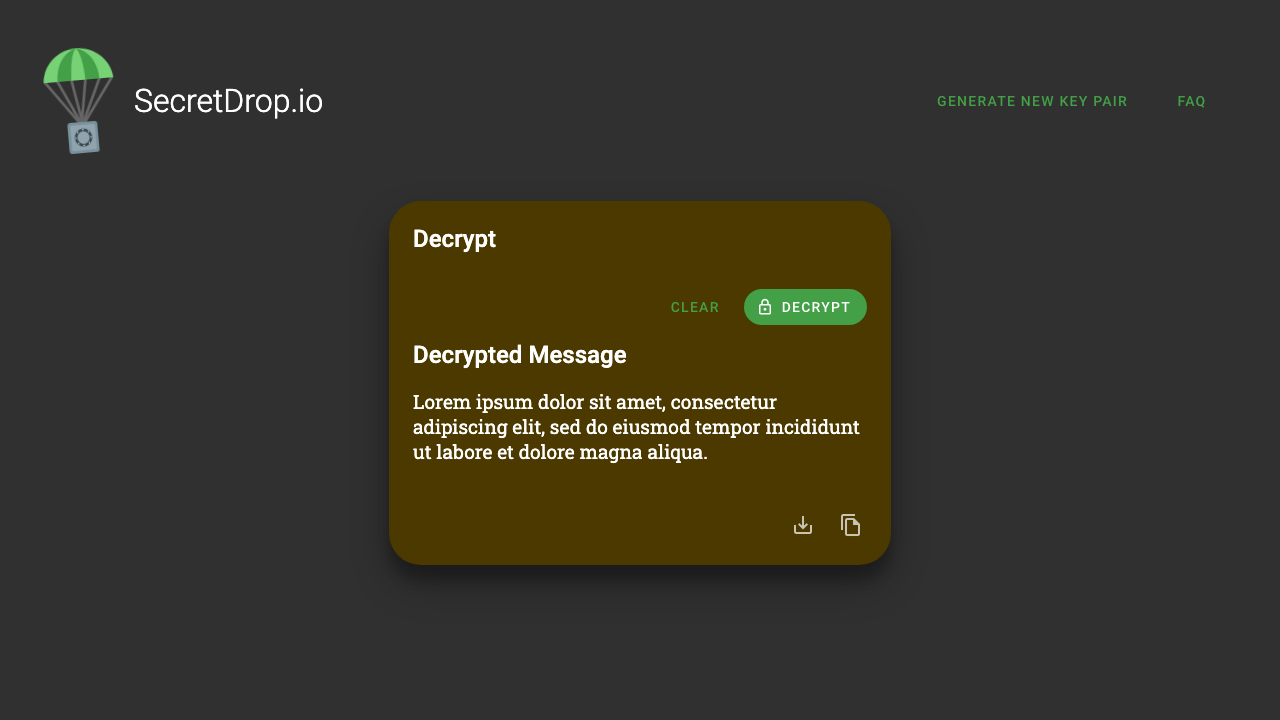 SecretDrop.io
GENERATE NEW KEY PAIR
FAQ
Decrypt
CLEAR
DECRYPT
Decrypted Message
Lorem ipsum dolor sit amet, consectetur
adipiscing elit, sed do eiusmod tempor incididunt
ut labore et dolore magna aliqua.